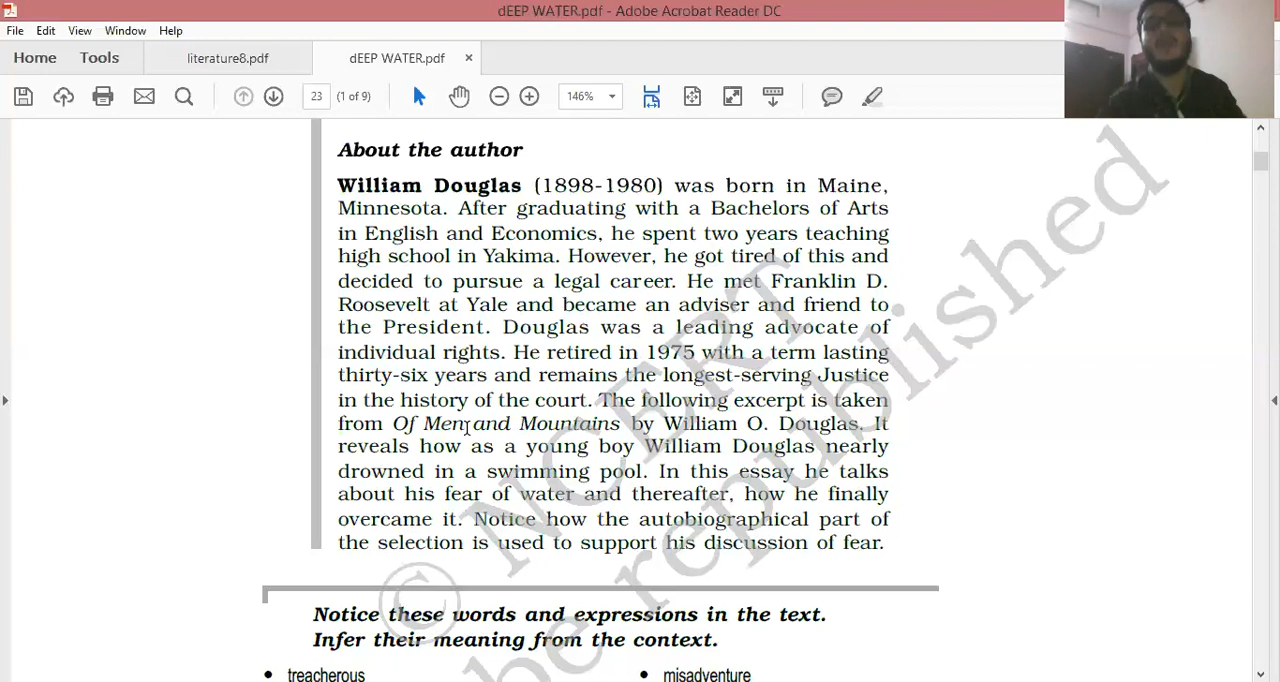 dEEP WATER.pdf - Adobe Acrobat Reader DC
File Edit View Window Help
Home Tools literature8.pdf dEEP WATER.pdf ×
23 (1 of 9) 146%
About the author
William Douglas (1898-1980) was born in Maine,
Minnesota. After graduating with a Bachelors of Arts
in English and Economics, he spent two years teaching
high school in Yakima. However, he got tired of this and
decided to pursue a legal career. He met Franklin D.
Roosevelt at Yale and became an adviser and friend to
the President. Douglas was a leading advocate of
individual rights. He retired in 1975 with a term lasting
thirty-six years and remains the longest-serving Justice
in the history of the court. The following excerpt is taken
from Of Men and Mountains by William O. Douglas. It
reveals how as a young boy William Douglas nearly
drowned in a swimming pool. In this essay he talks
about his fear of water and thereafter, how he finally
overcame it. Notice how the autobiographical part of
the selection is used to support his discussion of fear.
© NCERT
be republished
Notice these words and expressions in the text.
Infer their meaning from the context.
• treacherous • misadventure